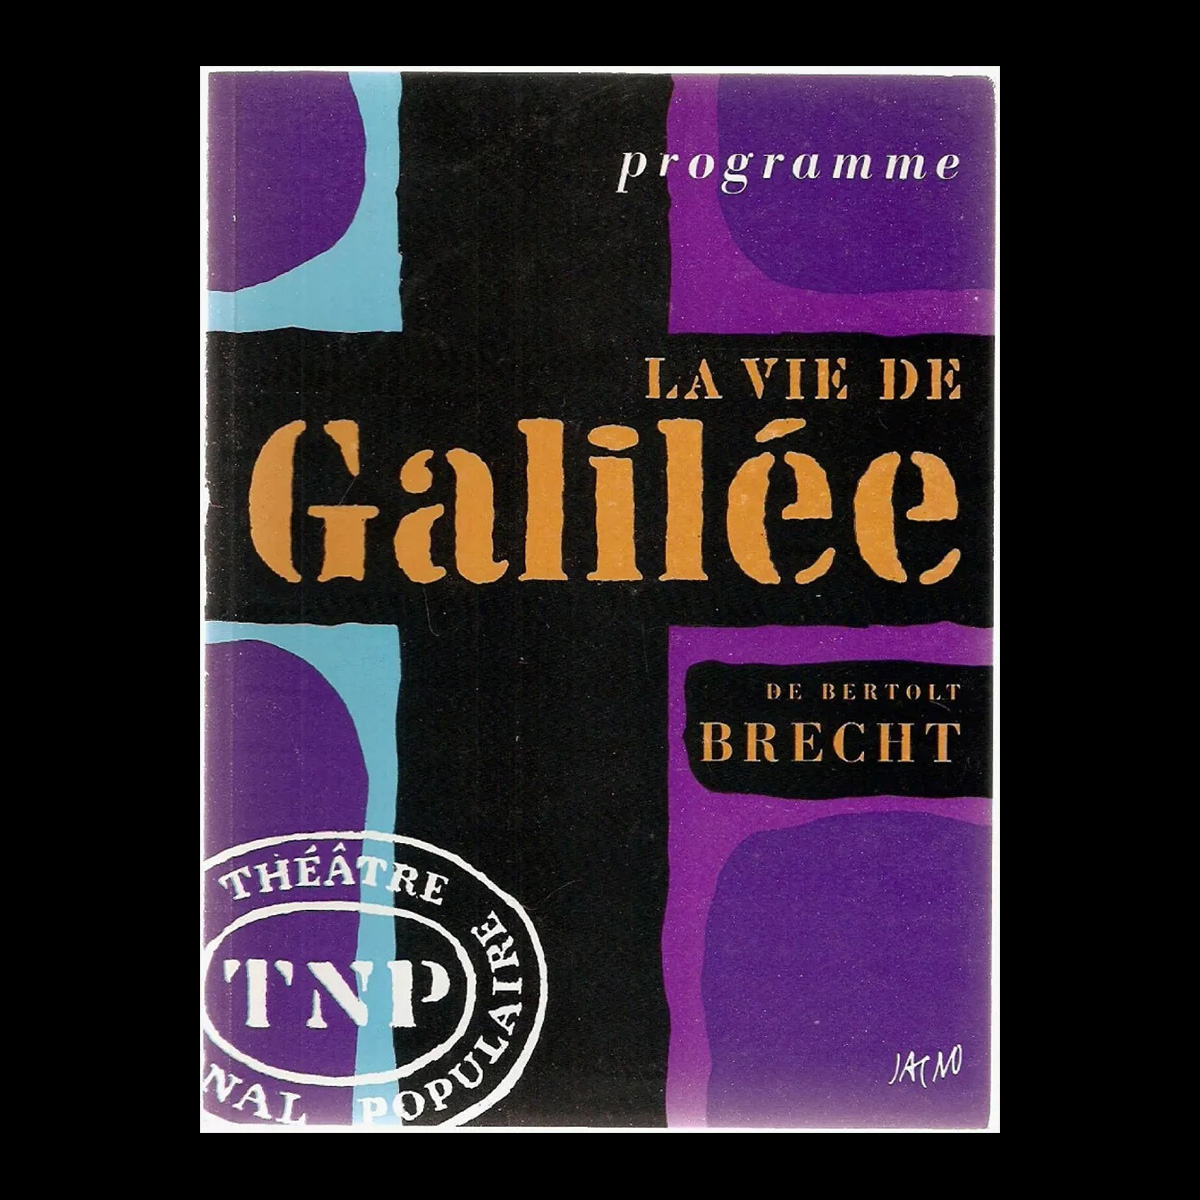 programme
LA VIE DE
Galilée
DE BERTOLT
BRECHT
THÉÂTRE
TNP
NAL POPULAIRE
JACNO